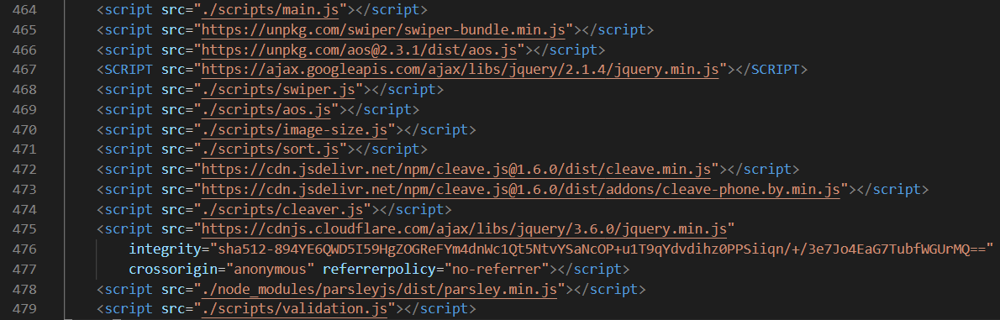 464 <script src="./scripts/main.js"></script>
465 <script src="https://unpkg.com/swiper/swiper-bundle.min.js"></script>
466 <script src="https://unpkg.com/aos@2.3.1/dist/aos.js"></script>
467 <SCRIPT src="https://ajax.googleapis.com/ajax/libs/jquery/2.1.4/jquery.min.js"></SCRIPT>
468 <script src="./scripts/swiper.js"></script>
469 <script src="./scripts/aos.js"></script>
470 <script src="./scripts/image-size.js"></script>
471 <script src="./scripts/sort.js"></script>
472 <script src="https://cdn.jsdelivr.net/npm/cleave.js@1.6.0/dist/cleave.min.js"></script>
473 <script src="https://cdn.jsdelivr.net/npm/cleave.js@1.6.0/dist/addons/cleave-phone.by.min.js"></script>
474 <script src="./scripts/cleaver.js"></script>
475 <script src="https://cdnjs.cloudflare.com/ajax/libs/jquery/3.6.0/jquery.min.js"
476 integrity="sha512-894YE6QWD5I59HgZOGReFYm4dnWc1Qt5NtvYSaNcOP+u1T9qYdvdihz0PPSiiqn/+/3e7Jo4EaG7TubfWGUrMQ=="
477 crossorigin="anonymous" referrerpolicy="no-referrer"></script>
478 <script src="./node_modules/parsleyjs/dist/parsley.min.js"></script>
479 <script src="./scripts/validation.js"></script>